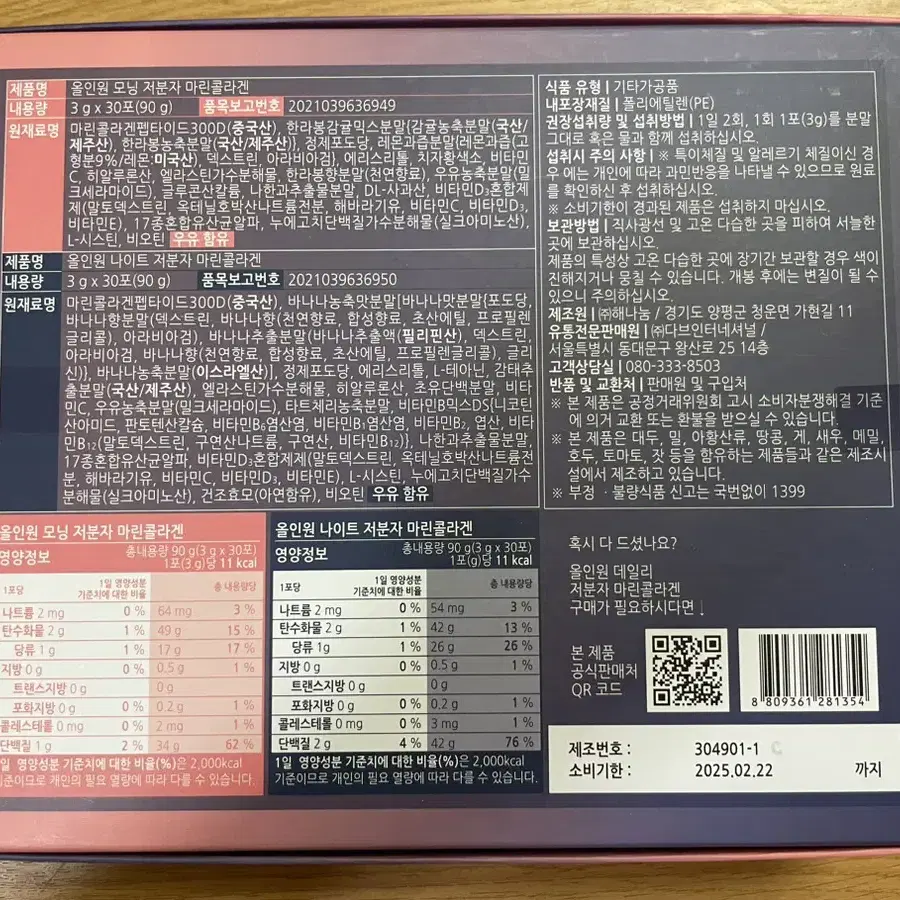 제품명 올인원 모닝 저분자 마린콜라겐
내용량 3 g x 30포(90 g) 품목보고번호 2021039636949
원재료명 마린콜라겐펩타이드300D(중국산), 한라봉감귤믹스분말{감귤농축분말(국산/
제주산), 한라봉농축분말(국산/제주산)}, 정제포도당, 레몬과즙분말{레몬과즙(고
형분9%/레몬:미국산), 덱스트린, 아라비아검), 에리스리톨, 치자황색소, 비타민
C, 히알루론산, 엘라스틴가수분해물, 한라봉향분말(천연향료), 우유농축분말(밀
크세라마이드), 글루콘산칼륨, 나한과추출물분말, DL-사과산, 비타민D₃혼합제
제(말토덱스트린, 옥테닐호박산나트륨전분, 해바라기유, 비타민C, 비타민D₃,
비타민E), 17종혼합유산균알파, 누에고치단백질가수분해물(실크아미노산),
L-시스틴, 비오틴 우유 함유
제품명 올인원 나이트 저분자 마린콜라겐
내용량 3 g x 30포(90 g) 품목보고번호 2021039636950
원재료명 마린콜라겐펩타이드300D(중국산), 바나나농축맛분말[바나나맛분말{포도당,
바나나향분말(덱스트린, 바나나향(천연향료, 합성향료, 초산에틸, 프로필렌
글리콜), 아라비아검), 바나나추출분말(바나나추출액(필리핀산), 덱스트린,
아라비아검, 바나나향(천연향료, 합성향료, 초산에틸, 프로필렌글리콜), 글리
신)}, 바나나농축분말(이스라엘산)], 정제포도당, 에리스리톨, L-테아닌, 감태추
출분말(국산/제주산), 엘라스틴가수분해물, 히알루론산, 초유단백분말, 비타
민C, 우유농축분말(밀크세라마이드), 타트체리농축분말, 비타민B믹스DS(니코틴
산아미드, 판토텐산칼슘, 비타민B₆염산염, 비타민B₁염산염, 비타민B₂, 엽산, 비타
민B₁₂(말토덱스트린, 구연산나트륨, 구연산, 비타민B₁₂)}, 나한과추출물분말,
17종혼합유산균알파, 비타민D₃혼합제제(말토덱스트린, 옥테닐호박산나트륨전
분, 해바라기유, 비타민C, 비타민D₃, 비타민E), L-시스틴, 누에고치단백질가수
분해물(실크아미노산), 건조효모(아연함유), 비오틴 우유 함유
식품 유형 | 기타가공품
내포장재질 | 폴리에틸렌(PE)
권장섭취량 및 섭취방법 | 1일 2회, 1회 1포(3g)를 분말
그대로 혹은 물과 함께 섭취하십시오.
섭취시 주의 사항 | ※ 특이체질 및 알레르기 체질이신 경
우 에는 개인에 따라 과민반응을 나타낼 수 있으므로 원료
를 확인하신 후 섭취하십시오.
※ 소비기한이 경과된 제품은 섭취하지 마십시오.
보관방법 | 직사광선 및 고온 다습한 곳을 피하여 서늘한
곳에 보관하십시오.
제품의 특성상 고온 다습한 곳에 장기간 보관할 경우 색이
진해지거나 뭉칠 수 있습니다. 개봉 후에는 변질이 될 수
있으니 주의하십시오.
제조원 | ㈜해나눔 / 경기도 양평군 청운면 가현길 11
유통전문판매원 | ㈜다브인터네셔널 /
서울특별시 동대문구 왕산로 25 14층
고객상담실 | 080-333-8503
반품 및 교환처 | 판매원 및 구입처
※ 본 제품은 공정거래위원회 고시 소비자분쟁해결 기준
에 의거 교환 또는 환불을 받으실 수 있습니다.
※ 본 제품은 대두, 밀, 아황산류, 땅콩, 게, 새우, 메밀,
호두, 토마토, 잣 등을 함유하는 제품들과 같은 제조시
설에서 제조하고 있습니다.
※ 부정 · 불량식품 신고는 국번없이 1399
올인원 모닝 저분자 마린콜라겐
영양정보 총내용량 90 g(3 g x 30포)
1포(3 g)당 11 kcal
1포당 1일 영양성분 기준치에 대한 비율 총 내용량당
나트륨 2 mg 0 % 64 mg 3 %
탄수화물 2 g 1 % 49 g 15 %
당류 1 g 1 % 17 g 17 %
지방 0 g 0 % 0.5 g 1 %
트랜스지방 0 g 0 g
포화지방 0 g 0 % 0.2 g 1 %
콜레스테롤 0 mg 0 % 2 mg 1 %
단백질 1 g 2 % 34 g 62 %
1일 영양성분 기준치에 대한 비율(%)은 2,000kcal
기준이므로 개인의 필요 열량에 따라 다를 수 있습니다.
올인원 나이트 저분자 마린콜라겐
영양정보 총내용량 90 g(3 g x 30포)
1포(g)당 11 kcal
1포당 1일 영양성분 기준치에 대한 비율 총 내용량당
나트륨 2 mg 0 % 54 mg 3 %
탄수화물 2 g 1 % 42 g 13 %
당류 1g 1 % 26 g 26 %
지방 0 g 0 % 0.5 g 1 %
트랜스지방 0 g 0 g
포화지방 0 g 0 % 0.2 g 1 %
콜레스테롤 0 mg 0 % 3 mg 1 %
단백질 2 g 4 % 42 g 76 %
1일 영양성분 기준치에 대한 비율(%)은 2,000kcal
기준이므로 개인의 필요 열량에 따라 다를 수 있습니다.
혹시 다 드셨나요?
올인원 데일리
저분자 마린콜라겐
구매가 필요하시다면 ↓
본 제품
공식판매처
QR 코드
8 809361 281354
제조번호 : 304901-1 C
소비기한 : 2025.02.22 까지